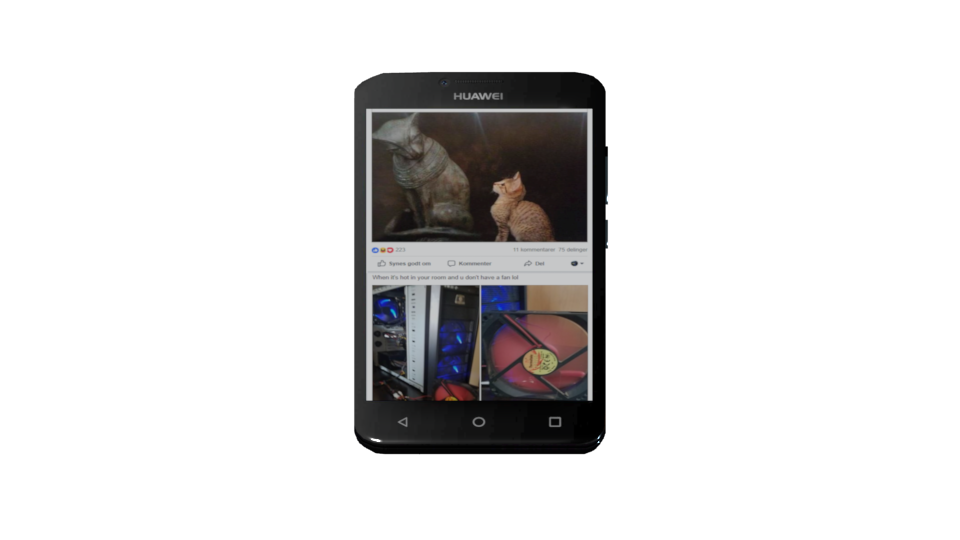 HUAWEI
223
11 kommentarer 75 delinger
Synes godt om Kommenter Del
When it's hot in your room and u don't have a fan lol